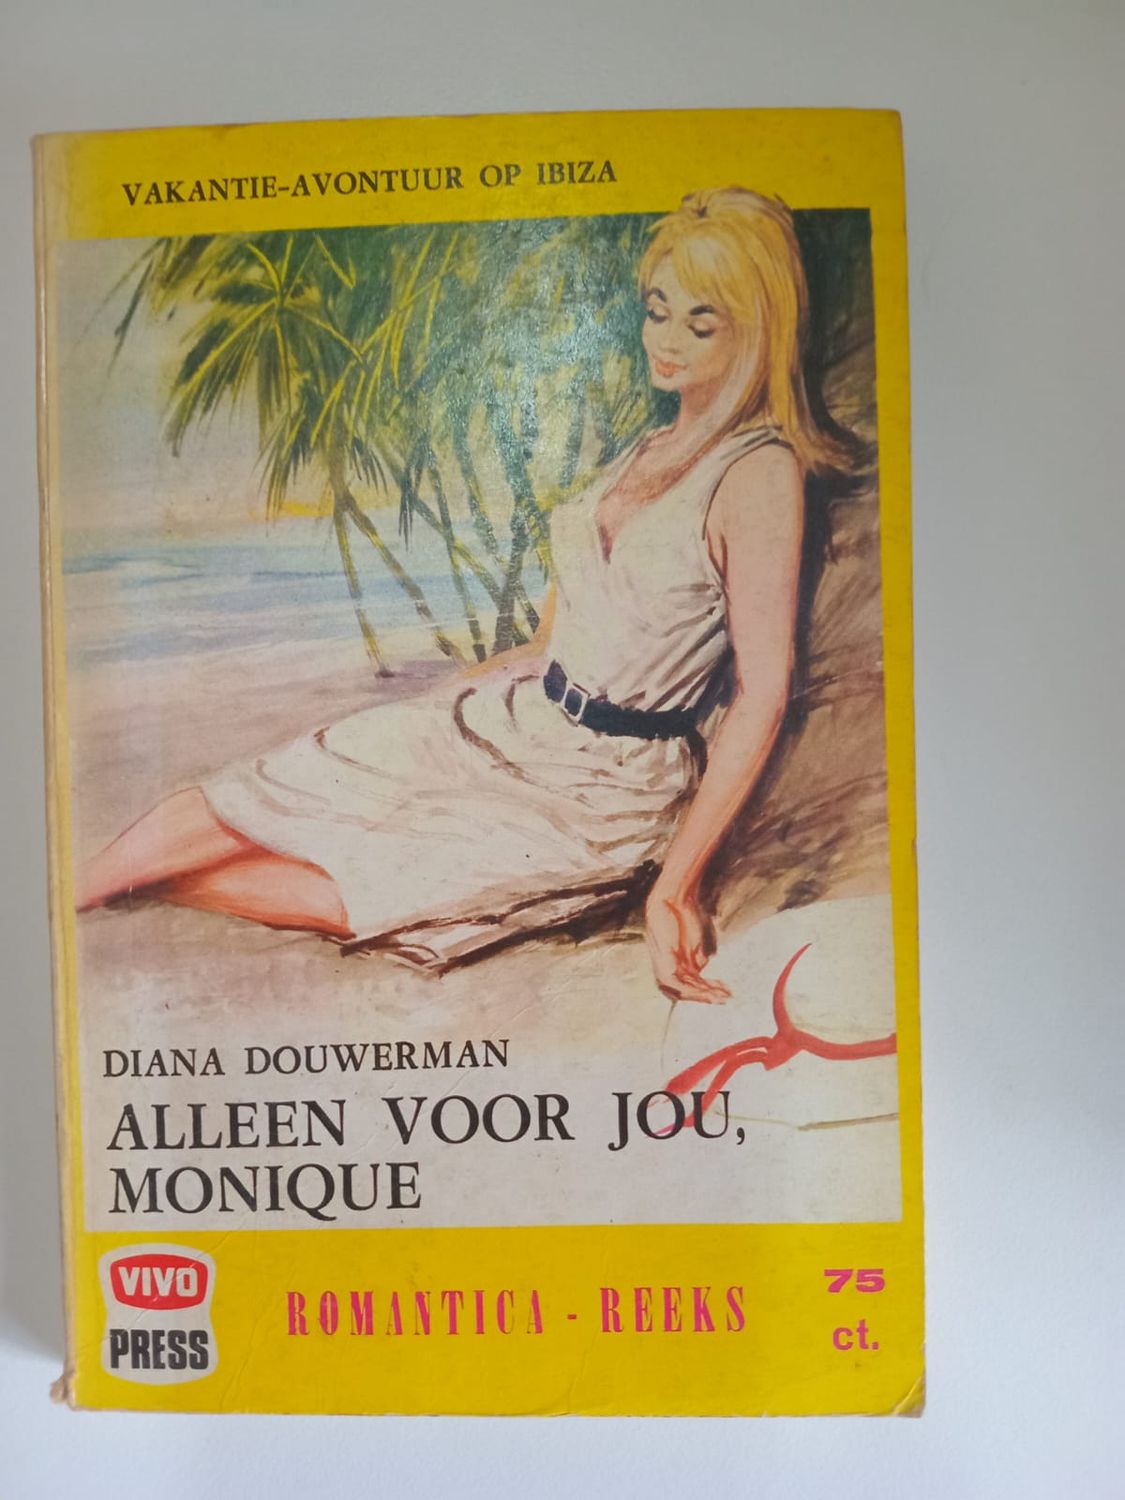 VAKANTIE-AVONTUUR OP IBIZA
DIANA DOUWERMAN
ALLEEN VOOR JOU,
MONIQUE
VIVO
PRESS
ROMANTICA - REEKS
75
ct.